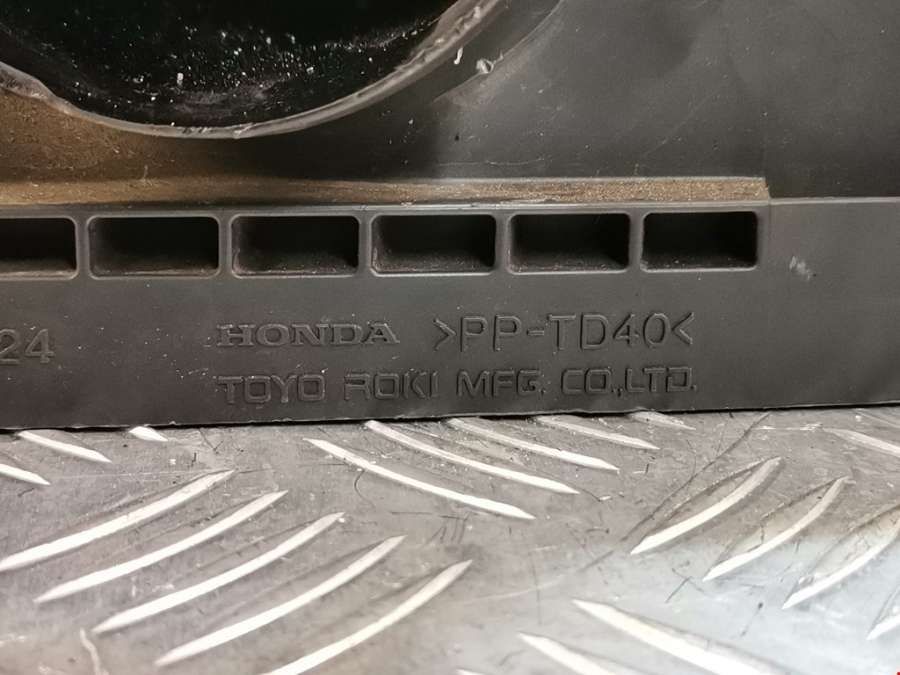 24 HONDA >PP-TD40<
TOYO ROKI MFG. CO.,LTD.